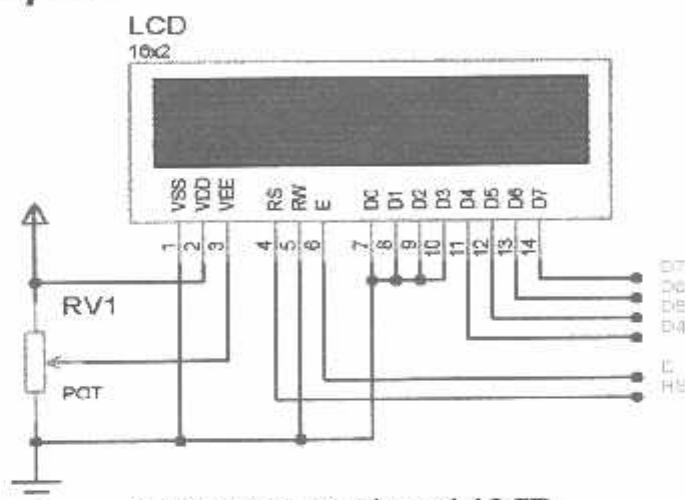 LCD
16x2
VSS VDD VEE RS RW E D0 D1 D2 D3 D4 D5 D6 D7
1 2 3 4 5 6 7 8 9 10 11 12 13 14
D7
D6
D5
D4
E
RS
RV1
POT